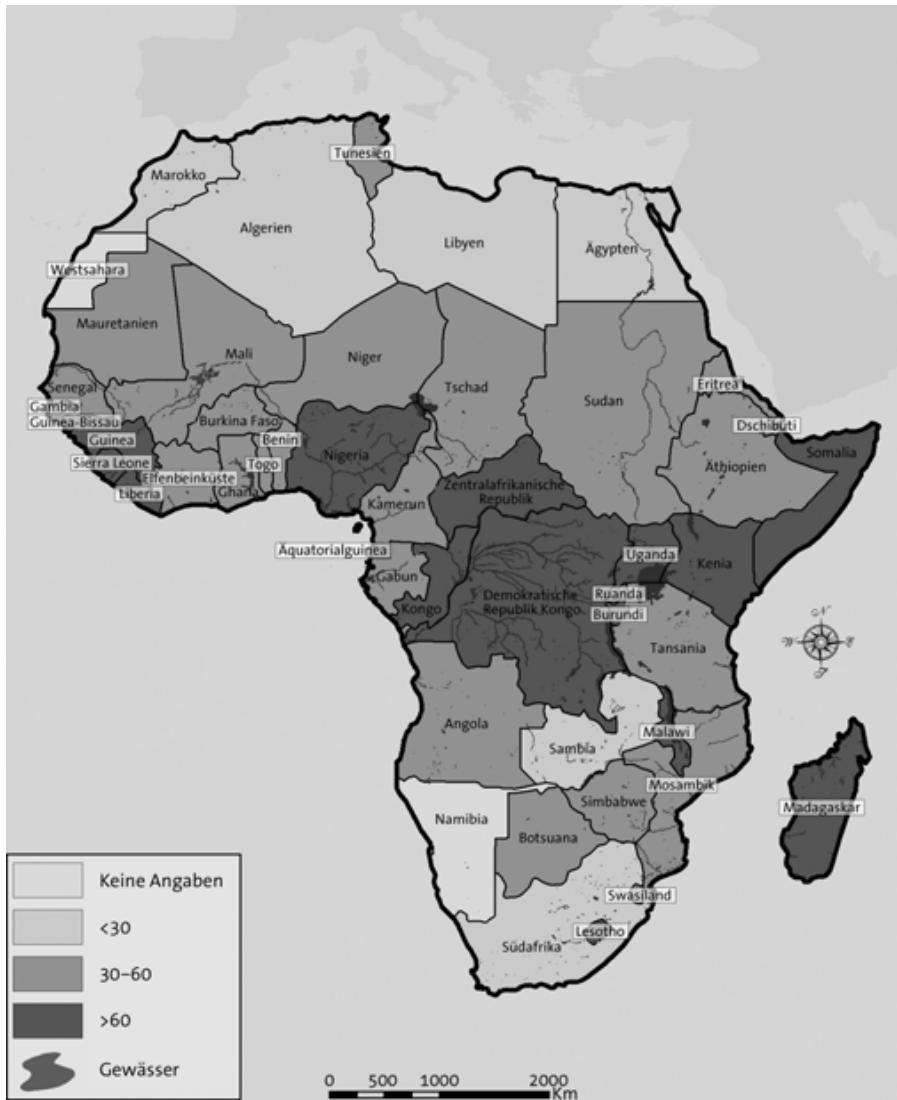 Tunesien
Marokko
Algerien
Libyen
Ägypten
Westsahara
Mauretanien
Mali
Niger
Tschad
Sudan
Eritrea
Senegal
Gambia
Guinea-Bissau
Burkina Faso
Dschibuti
Guinea
Benin
Nigeria
Somalia
Sierra Leone
Togo
Äthiopien
Elfenbeinküste
Zentralafrikanische
Republik
Liberia
Ghana
Kamerun
Äquatorialguinea
Uganda
Kenia
Gabun
Ruanda
Demokratische
Republik Kongo
Kongo
Burundi
Tansania
Angola
Malawi
Sambia
Mosambik
Simbabwe
Madagaskar
Namibia
Botsuana
Swasiland
Lesotho
Südafrika
Keine Angaben
<30
30–60
>60
Gewässer
0 500 1000 2000
Km